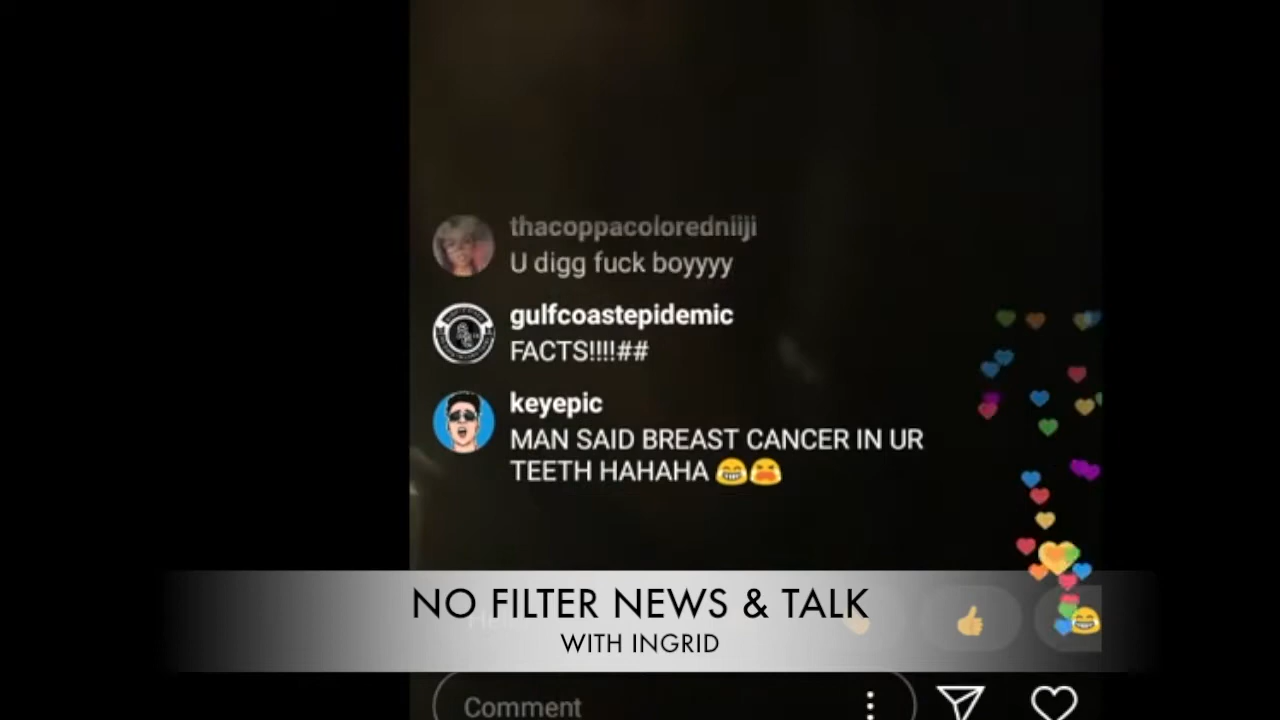 thacoppacoloredniiji
U digg fuck boyyyy
gulfcoastepidemic
FACTS!!!!##
keyepic
MAN SAID BREAST CANCER IN UR
TEETH HAHAHA 😂😫
NO FILTER NEWS & TALK
WITH INGRID
Comment